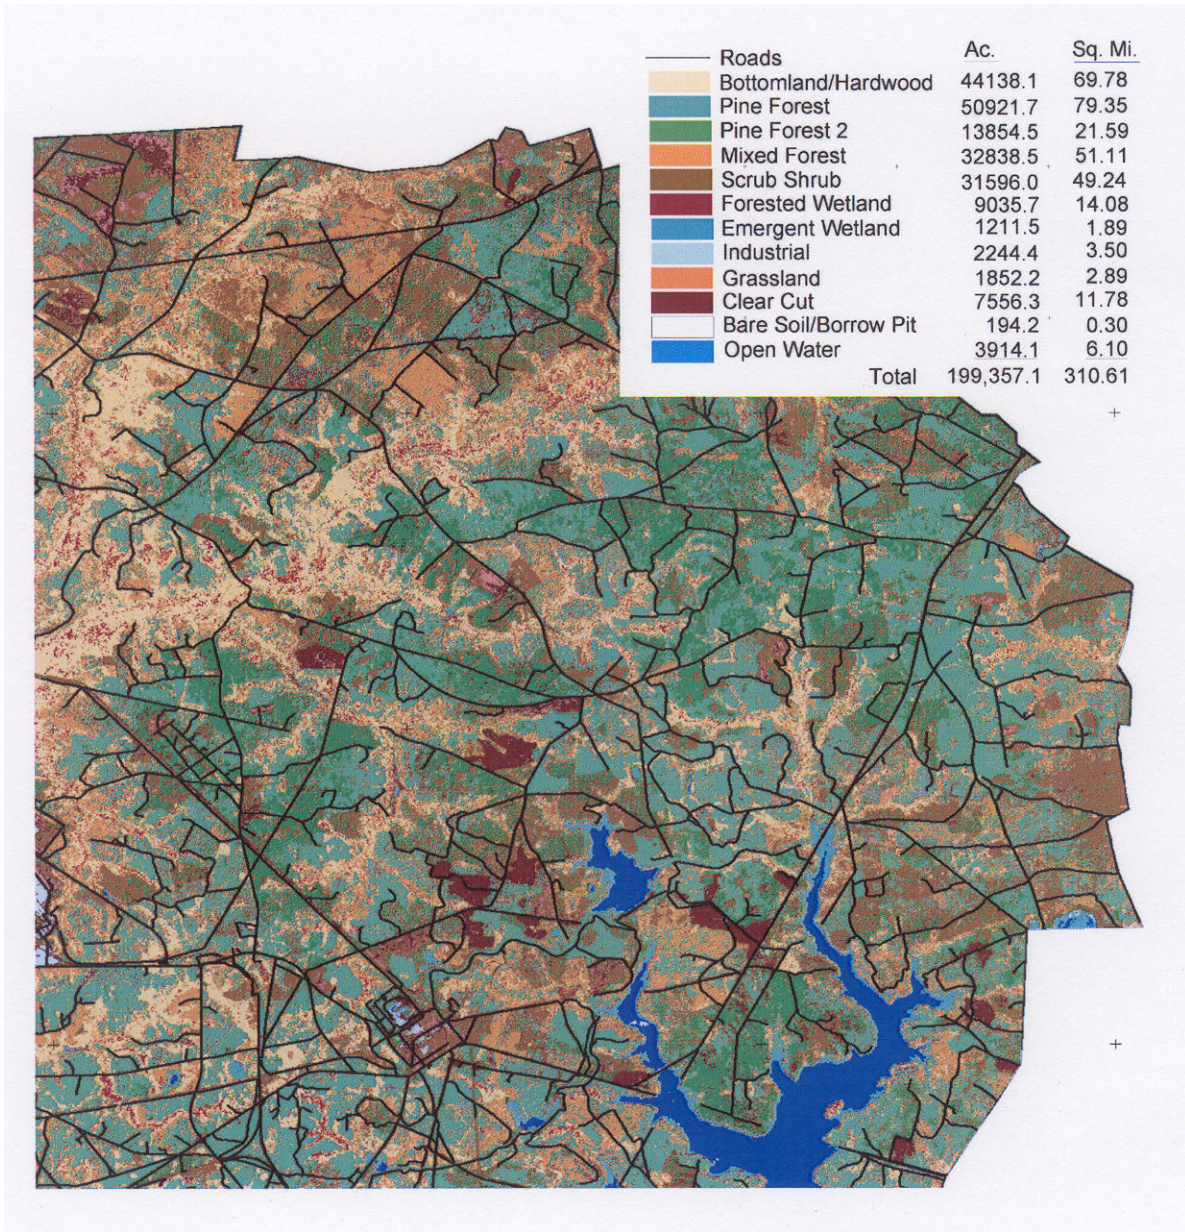 Ac. Sq. Mi.
Roads
Bottomland/Hardwood 44138.1 69.78
Pine Forest 50921.7 79.35
Pine Forest 2 13854.5 21.59
Mixed Forest 32838.5 51.11
Scrub Shrub 31596.0 49.24
Forested Wetland 9035.7 14.08
Emergent Wetland 1211.5 1.89
Industrial 2244.4 3.50
Grassland 1852.2 2.89
Clear Cut 7556.3 11.78
Bare Soil/Borrow Pit 194.2 0.30
Open Water 3914.1 6.10
Total 199,357.1 310.61